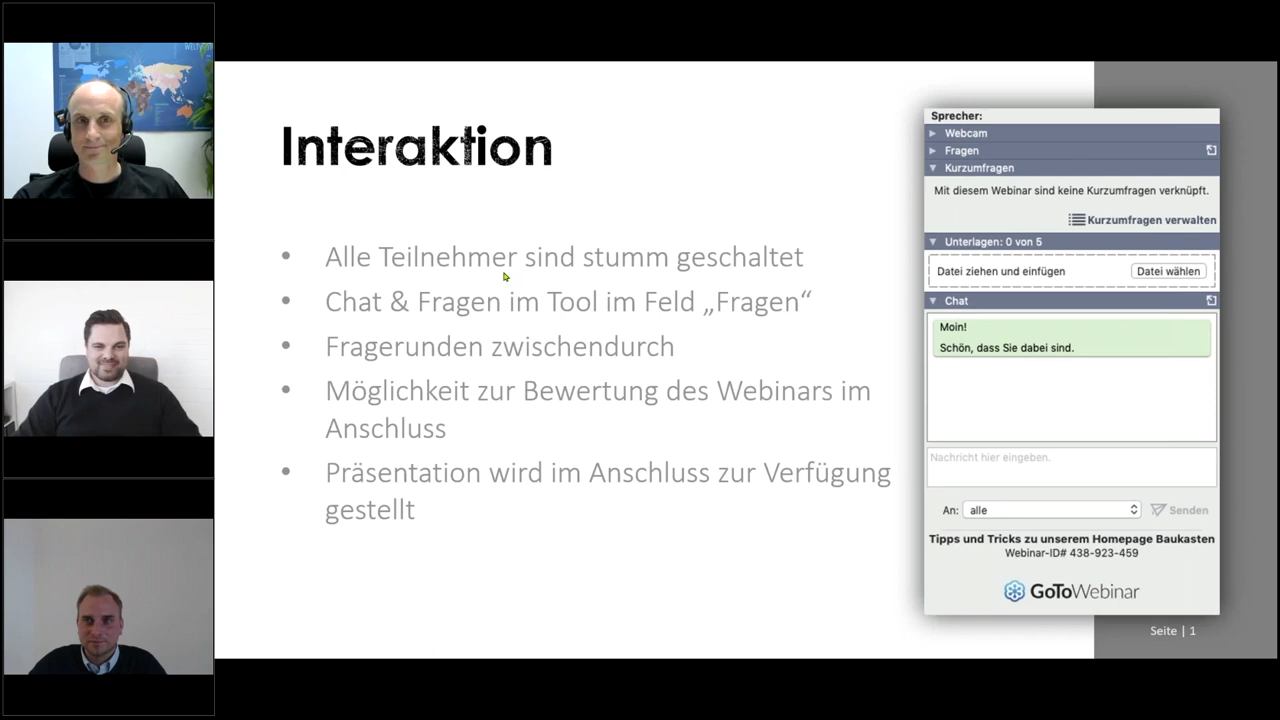 Interaktion
• Alle Teilnehmer sind stumm geschaltet
• Chat & Fragen im Tool im Feld „Fragen“
• Fragerunden zwischendurch
• Möglichkeit zur Bewertung des Webinars im
Anschluss
• Präsentation wird im Anschluss zur Verfügung
gestellt
Sprecher:
Webcam
Fragen
Kurzumfragen
Mit diesem Webinar sind keine Kurzumfragen verknüpft.
Kurzumfragen verwalten
Unterlagen: 0 von 5
Datei ziehen und einfügen Datei wählen
Chat
Moin!
Schön, dass Sie dabei sind.
Nachricht hier eingeben.
An: alle Senden
Tipps und Tricks zu unserem Homepage Baukasten
Webinar-ID# 438-923-459
GoToWebinar
Seite | 1